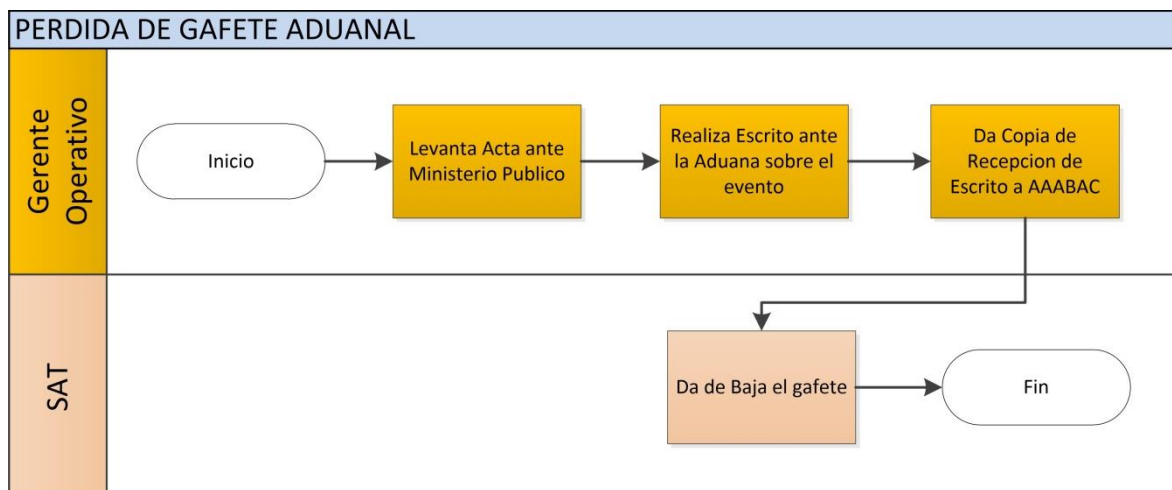 PERDIDA DE GAFETE ADUANAL
Gerente
Operativo
Inicio
Levanta Acta ante
Ministerio Publico
Realiza Escrito ante
la Aduana sobre el
evento
Da Copia de
Recepcion de
Escrito a AAABAC
SAT
Da de Baja el gafete
Fin